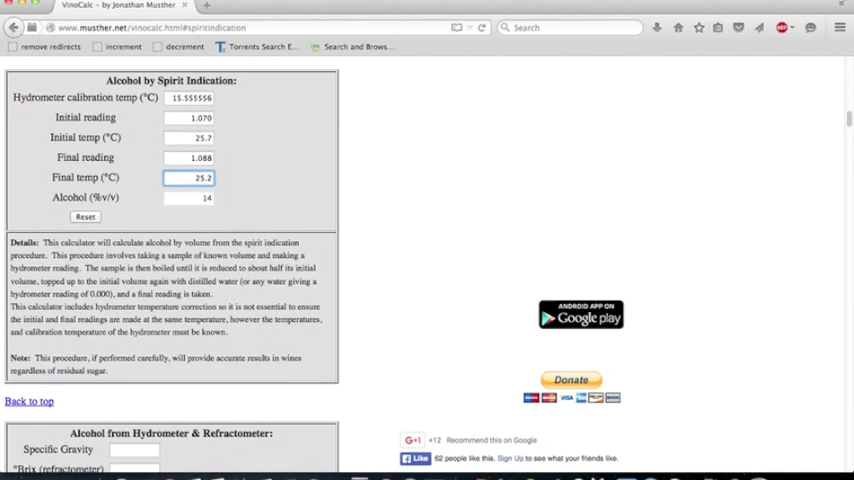 VinoCalc - by Jonathan Musther
www.musther.net/vinocalc.html#spiritindication
Search
remove redirects
increment
decrement
Torrents Search E...
Search and Brows...
Alcohol by Spirit Indication:
Hydrometer calibration temp (°C) 15.555556
Initial reading 1.070
Initial temp (°C) 25.7
Final reading 1.088
Final temp (°C) 25.2
Alcohol (%v/v) 14
Reset
Details: This calculator will calculate alcohol by volume from the spirit indication
procedure. This procedure involves taking a sample of known volume and making a
hydrometer reading. The sample is then boiled until it is reduced to about half its initial
volume, topped up to the initial volume again with distilled water (or any water giving a
hydrometer reading of 0.000), and a final reading is taken.
This calculator includes hydrometer temperature correction so it is not essential to ensure
the initial and final readings are made at the same temperature, however the temperatures,
and calibration temperature of the hydrometer must be known.
Note: This procedure, if performed carefully, will provide accurate results in wines
regardless of residual sugar.
ANDROID APP ON
Google play
Donate
VISA
Back to top
Alcohol from Hydrometer & Refractometer:
Specific Gravity
°Brix (refractometer)
G+1 +12 Recommend this on Google
Like 62 people like this. Sign Up to see what your friends like.